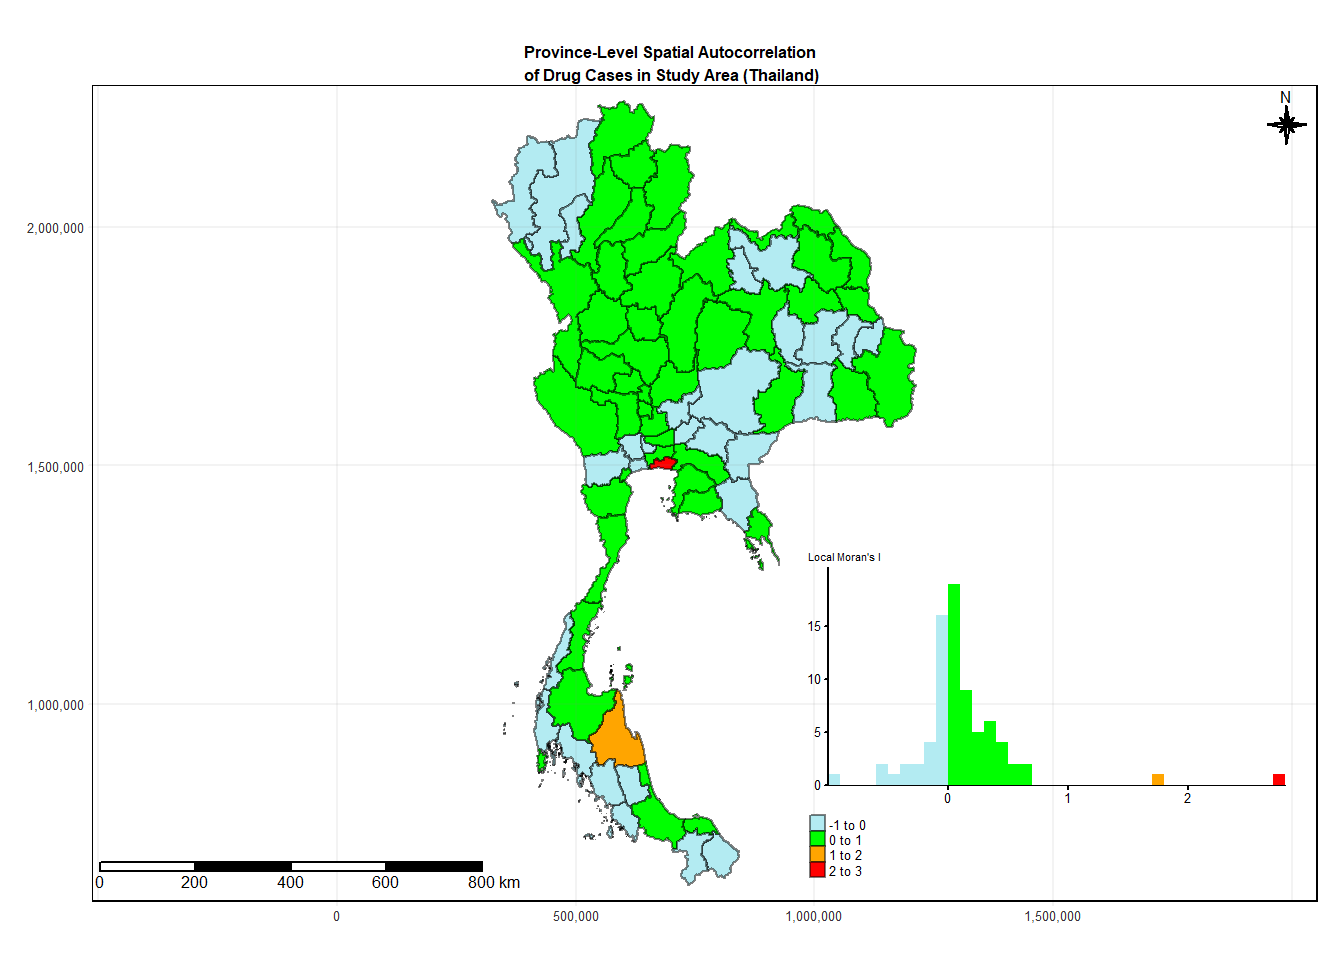 Province-Level Spatial Autocorrelation
of Drug Cases in Study Area (Thailand)
N
2,000,000
1,500,000
1,000,000
Local Moran's I
15
10
5
0
0 1 2
-1 to 0
0 to 1
1 to 2
2 to 3
0 200 400 600 800 km
0 500,000 1,000,000 1,500,000